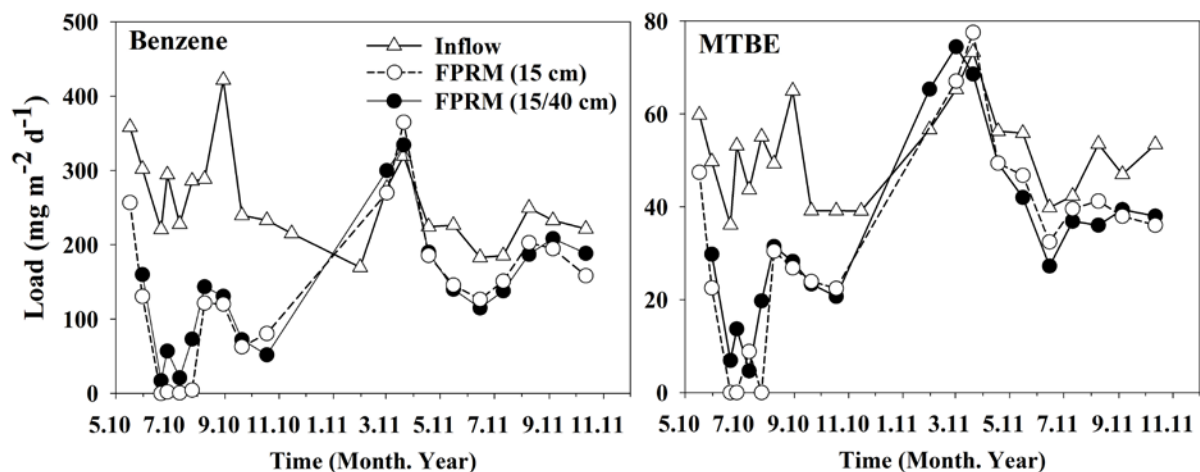 Benzene
Inflow
FPRM (15 cm)
FPRM (15/40 cm)
500
400
300
200
100
0
Load (mg m-2 d-1)
5.10 7.10 9.10 11.10 1.11 3.11 5.11 7.11 9.11 11.11
Time (Month. Year)
MTBE
80
60
40
20
0
5.10 7.10 9.10 11.10 1.11 3.11 5.11 7.11 9.11 11.11
Time (Month. Year)